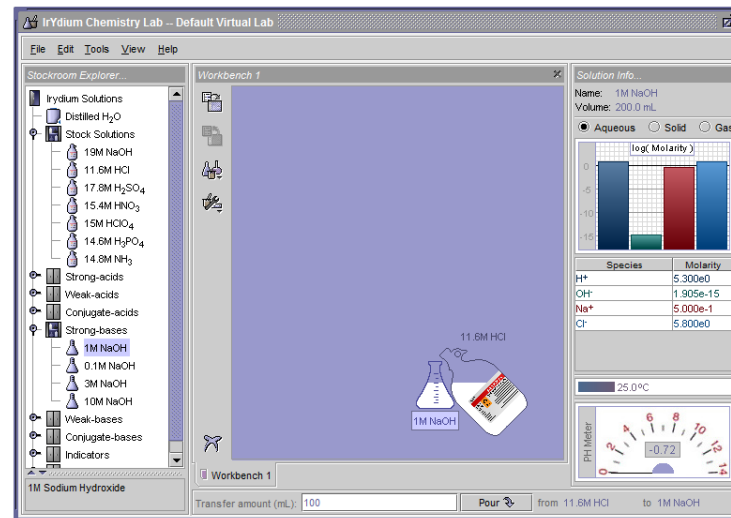 IrYdium Chemistry Lab -- Default Virtual Lab
File Edit Tools View Help
Stockroom Explorer...
Irydium Solutions
Distilled H₂O
Stock Solutions
19M NaOH
11.6M HCl
17.8M H₂SO₄
15.4M HNO₃
15M HClO₄
14.6M H₃PO₄
14.8M NH₃
Strong-acids
Weak-acids
Conjugate-acids
Strong-bases
1M NaOH
0.1M NaOH
3M NaOH
10M NaOH
Weak-bases
Conjugate-bases
Indicators
1M Sodium Hydroxide
Workbench 1
11.6M HCl
1M NaOH
Workbench 1
Transfer amount (mL): 100 Pour from 11.6M HCl to 1M NaOH
Solution Info...
Name: 1M NaOH
Volume: 200.0 mL
Aqueous Solid Gas
log( Molarity )
0
-5
-10
-15
Species Molarity
H⁺ 5.300e0
OH⁻ 1.905e-15
Na⁺ 5.000e-1
Cl⁻ 5.800e0
25.0ºC
PH Meter
0 2 4 6 8 10 12 14
-0.72